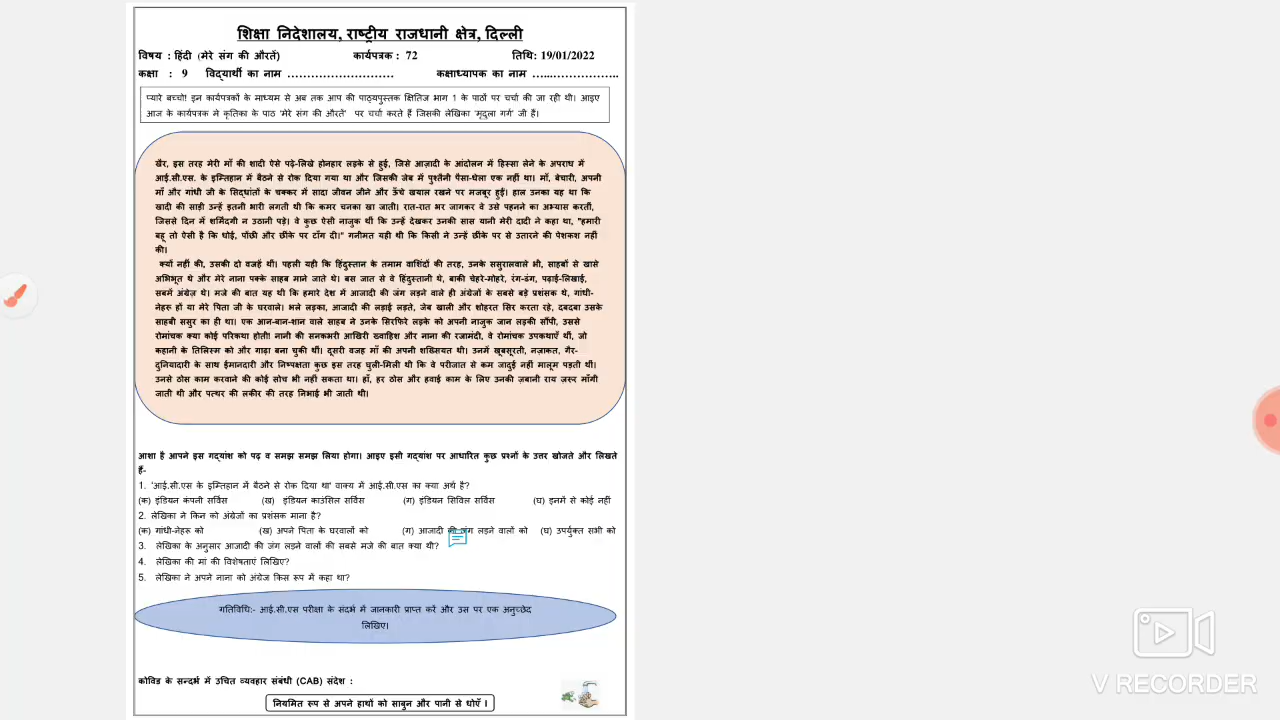 शिक्षा निदेशालय, राष्ट्रीय राजधानी क्षेत्र, दिल्ली
विषय : हिंदी (मेरे संग की औरतें) कार्यपत्रक : 72 तिथि: 19/01/2022
कक्षा : 9 विद्यार्थी का नाम ……………………… कक्षाध्यापक का नाम …………………..
प्यारे बच्चो! इन कार्यपत्रकों के माध्यम से अब तक आप की पाठ्यपुस्तक क्षितिज भाग 1 के पाठों पर चर्चा की जा रही थी। आइए
आज के कार्यपत्रक मे कृतिका के पाठ 'मेरे संग की औरतें' पर चर्चा करते हैं जिसकी लेखिका 'मृदुला गर्ग' जी हैं।
खैर, इस तरह मेरी माँ की शादी ऐसे पढ़े-लिखे होनहार लड़के से हुई, जिसे आज़ादी के आंदोलन में हिस्सा लेने के अपराध में
आई.सी.एस. के इम्तिहान में बैठने से रोक दिया गया था और जिसकी जेब में पुश्तैनी पैसा-धेला एक नहीं था। माँ, बेचारी, अपनी
माँ और गांधी जी के सिद्धांतों के चक्कर में सादा जीवन जीने और ऊँचे खयाल रखने पर मजबूर हुईं। हाल उनका यह था कि
खादी की साड़ी उन्हें इतनी भारी लगती थी कि कमर चनका खा जाती। रात-रात भर जागकर वे उसे पहनने का अभ्यास करतीं,
जिससे दिन में शर्मिंदगी न उठानी पड़े। वे कुछ ऐसी नाजुक थीं कि उन्हें देखकर उनकी सास यानी मेरी दादी ने कहा था, "हमारी
बहू तो ऐसी है कि धोई, पोंछी और छींके पर टाँग दी।" गनीमत यही थी कि किसी ने उन्हें छींके पर से उतारने की पेशकश नहीं
की।
क्यों नहीं की, उसकी दो वजहें थीं। पहली यही कि हिंदुस्तान के तमाम वाशिंदों की तरह, उनके ससुरालवाले भी, साहबों से खासे
अभिभूत थे और मेरे नाना पक्के साहब माने जाते थे। बस जात से वे हिंदुस्तानी थे, बाकी चेहरे-मोहरे, रंग-ढंग, पढ़ाई-लिखाई,
सबमें अंग्रेज़ थे। मजे की बात यह थी कि हमारे देश में आजादी की जंग लड़ने वाले ही अंग्रेजों के सबसे बड़े प्रशंसक थे, गांधी-
नेहरू हों या मेरे पिता जी के घरवाले। भले लड़का, आजादी की लड़ाई लड़ते, जेब खाली और शोहरत सिर करता रहे, दबदबा उसके
साहबी ससुर का ही था। एक आन-बान-शान वाले साहब ने उनके सिरफिरे लड़के को अपनी नाजुक जान लड़की सौंपी, उससे
रोमांचक क्या कोई परिकथा होती! नानी की सनकभरी आखिरी ख्वाहिश और नाना की रजामंदी, वे रोमांचक उपकथाएँ थीं, जो
कहानी के तिलिस्म को और गाढ़ा बना चुकी थीं। दूसरी वजह माँ की अपनी शख्सियत थी। उनमें खूबसूरती, नज़ाकत, गैर-
दुनियादारी के साथ ईमानदारी और निष्पक्षता कुछ इस तरह घुली-मिली थी कि वे परीजात से कम जादुई नहीं मालूम पड़ती थीं।
उनसे ठोस काम करवाने की कोई सोच भी नहीं सकता था। हाँ, हर ठोस और हवाई काम के लिए उनकी ज़बानी राय ज़रूर माँगी
जाती थी और पत्थर की लकीर की तरह निभाई भी जाती थी।
आशा है आपने इस गद्यांश को पढ़ व समझ समझ लिया होगा। आइए इसी गद्यांश पर आधारित कुछ प्रश्नों के उत्तर खोजते और लिखते
हैं-
1. 'आई.सी.एस के इम्तिहान में बैठने से रोक दिया था' वाक्य में आई.सी.एस का क्या अर्थ है?
(क) इंडियन कंपनी सर्विस (ख) इंडियन काउंसिल सर्विस (ग) इंडियन सिविल सर्विस (घ) इनमें से कोई नहीं
2. लेखिका ने किन को अंग्रेजों का प्रशंसक माना है?
(क) गांधी-नेहरू को (ख) अपने पिता के घरवालों को (ग) आजादी की जंग लड़ने वालों को (घ) उपर्युक्त सभी को
3. लेखिका के अनुसार आजादी की जंग लड़ने वालों की सबसे मजे की बात क्या थी?
4. लेखिका की मां की विशेषताएं लिखिए?
5. लेखिका ने अपने नाना को अंग्रेज किस रूप में कहा था?
गतिविधि:- आई.सी.एस परीक्षा के संदर्भ में जानकारी प्राप्त करें और उस पर एक अनुच्छेद
लिखिए।
कोविड के सन्दर्भ में उचित व्यवहार संबंधी (CAB) संदेश :
नियमित रूप से अपने हाथों को साबुन और पानी से धोएँ ।
V RECORDER